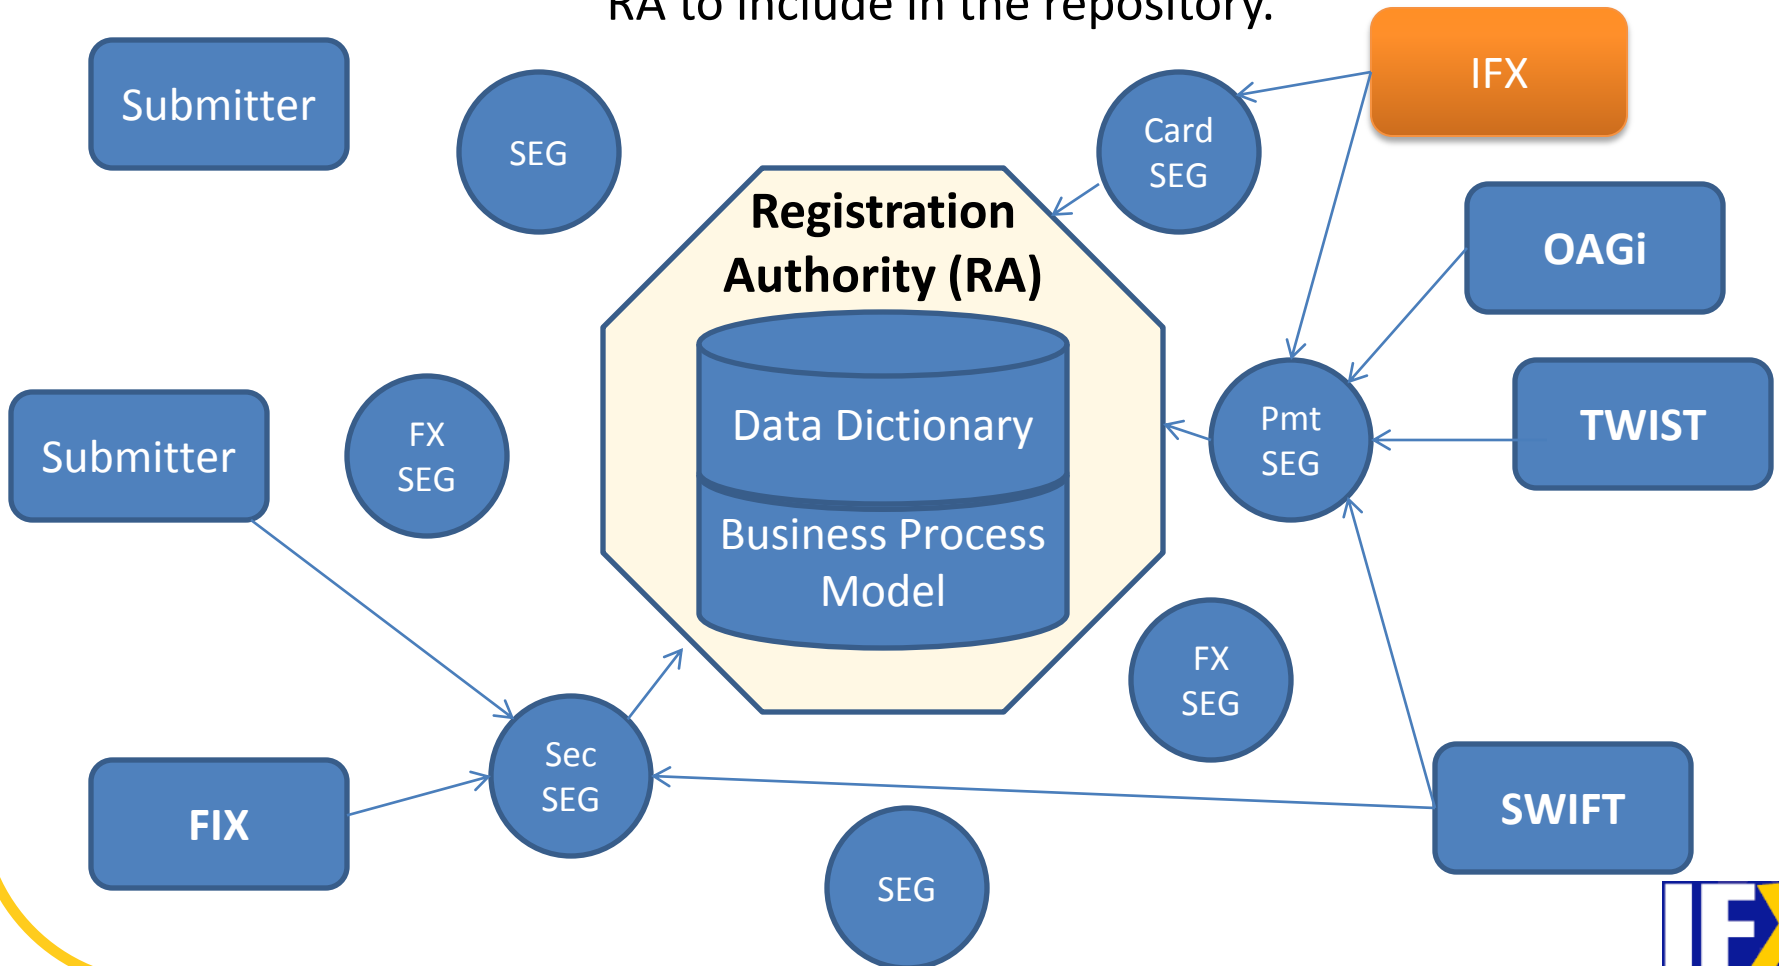 RA to include in the repository.
IFX
Submitter
SEG
Card
SEG
Registration
Authority (RA)
OAGi
Data Dictionary
Pmt
SEG
TWIST
Submitter
FX
SEG
Business Process
Model
FX
SEG
Sec
SEG
FIX
SWIFT
SEG
IFX